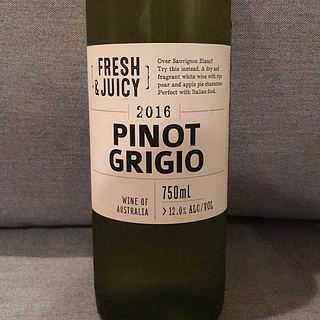 { FRESH
& JUICY }
Over Sauvignon Blanc?
Try this instead. A dry and
fragrant white wine with ripe
pear and apple pie characters.
Perfect with Italian food.
2016
PINOT
GRIGIO
WINE OF
AUSTRALIA
750mL
> 12.0% ALC/VOL